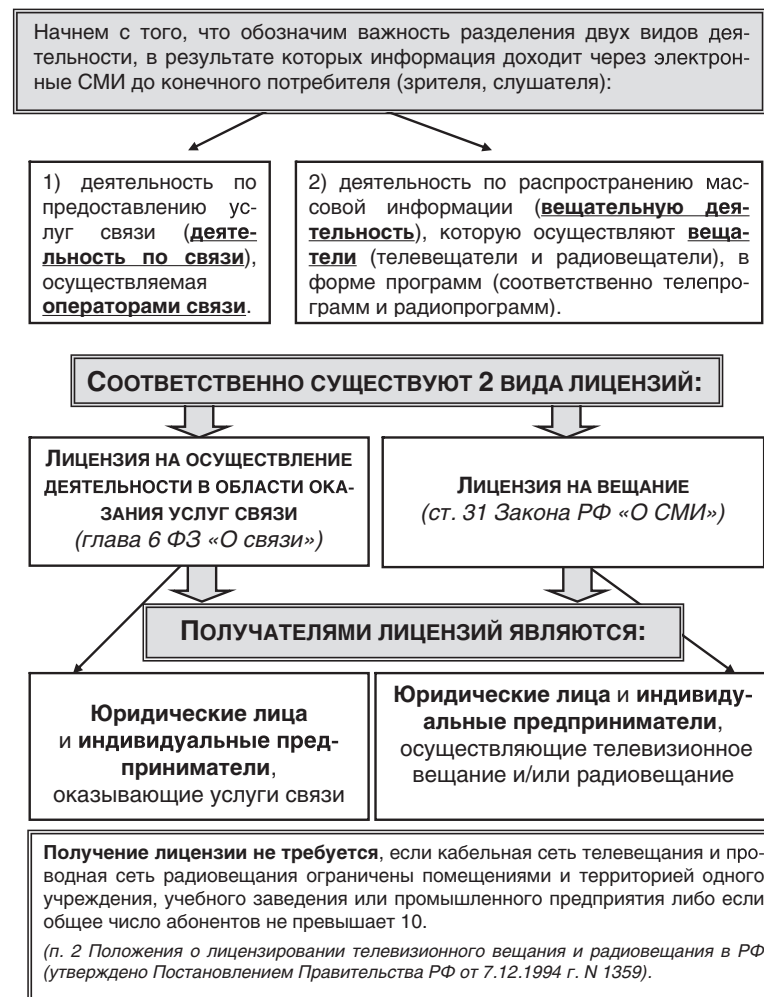 Начнем с того, что обозначим важность разделения двух видов дея-
тельности, в результате которых информация доходит через электрон-
ные СМИ до конечного потребителя (зрителя, слушателя):
1) деятельность по
предоставлению ус-
луг связи (деяте-
льность по связи),
осуществляемая
операторами связи.
2) деятельность по распространению мас-
совой информации (вещательную дея-
тельность), которую осуществляют веща-
тели (телевещатели и радиовещатели), в
форме программ (соответственно телепро-
грамм и радиопрограмм).
СООТВЕТСТВЕННО СУЩЕСТВУЮТ 2 ВИДА ЛИЦЕНЗИЙ:
ЛИЦЕНЗИЯ НА ОСУЩЕСТВЛЕНИЕ
ДЕЯТЕЛЬНОСТИ В ОБЛАСТИ ОКА-
ЗАНИЯ УСЛУГ СВЯЗИ
(глава 6 ФЗ «О связи»)
ЛИЦЕНЗИЯ НА ВЕЩАНИЕ
(ст. 31 Закона РФ «О СМИ»)
ПОЛУЧАТЕЛЯМИ ЛИЦЕНЗИЙ ЯВЛЯЮТСЯ:
Юридические лица
и индивидуальные пред-
приниматели,
оказывающие услуги связи
Юридические лица и индивиду-
альные предприниматели,
осуществляющие телевизионное
вещание и/или радиовещание
Получение лицензии не требуется, если кабельная сеть телевещания и про-
водная сеть радиовещания ограничены помещениями и территорией одного
учреждения, учебного заведения или промышленного предприятия либо если
общее число абонентов не превышает 10.
(п. 2 Положения о лицензировании телевизионного вещания и радиовещания в РФ
(утверждено Постановлением Правительства РФ от 7.12.1994 г. N 1359).